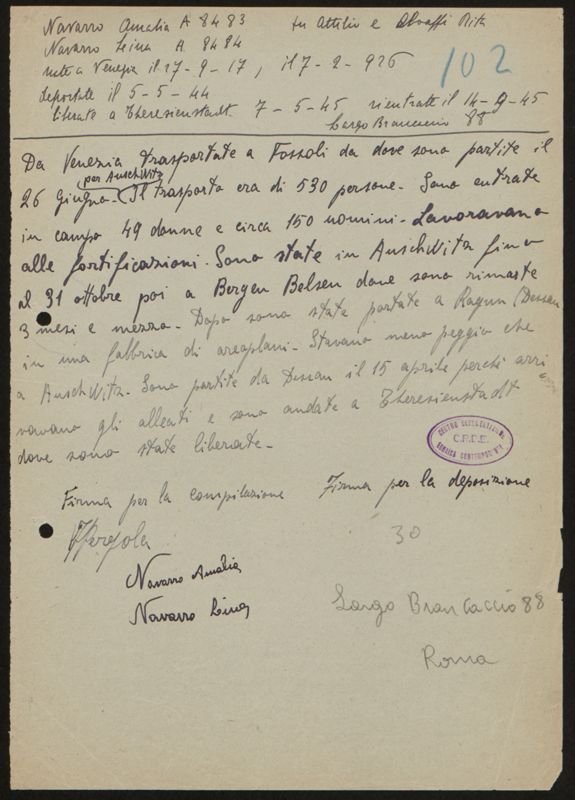 Navarro Amalia A 8483 fu Attilio e Rita
Navarro Lina A 8484
102
nate a Venezia il 17-9-17, il 7-2-926
deportate il 5-5-44
liberate a Theresienstadt 7-5-45 rientrate il 14-9-45
Largo Brancaccio 88
Da Venezia trasportate a Fossoli da dove sono partite il
per Auschwitz
26 giugno - Il trasporto era di 530 persone - Sono entrate
in campo 49 donne e circa 150 uomini - Lavoravano
alle fortificazioni - Sono state in Auschwitz fino
al 31 ottobre poi a Bergen Belsen dove sono rimaste
3 mesi e mezzo - Dopo sono state portate a Ragun (Dessau
in una fabbrica di areoplani - Stavano meno peggio che
a Auschwitz - Sono partite da Dessau il 15 aprile perchè arri
vavano gli alleati e sono andate a Theresienstadt
dove sono state liberate -
CENTRO
C.P.D.E.
EBRAICA CONTEMPORANEA
Firma per la compilazione Firma per la deposizione
30
Navarro Amalia
Navarro Lina
Largo Brancaccio 88
Roma